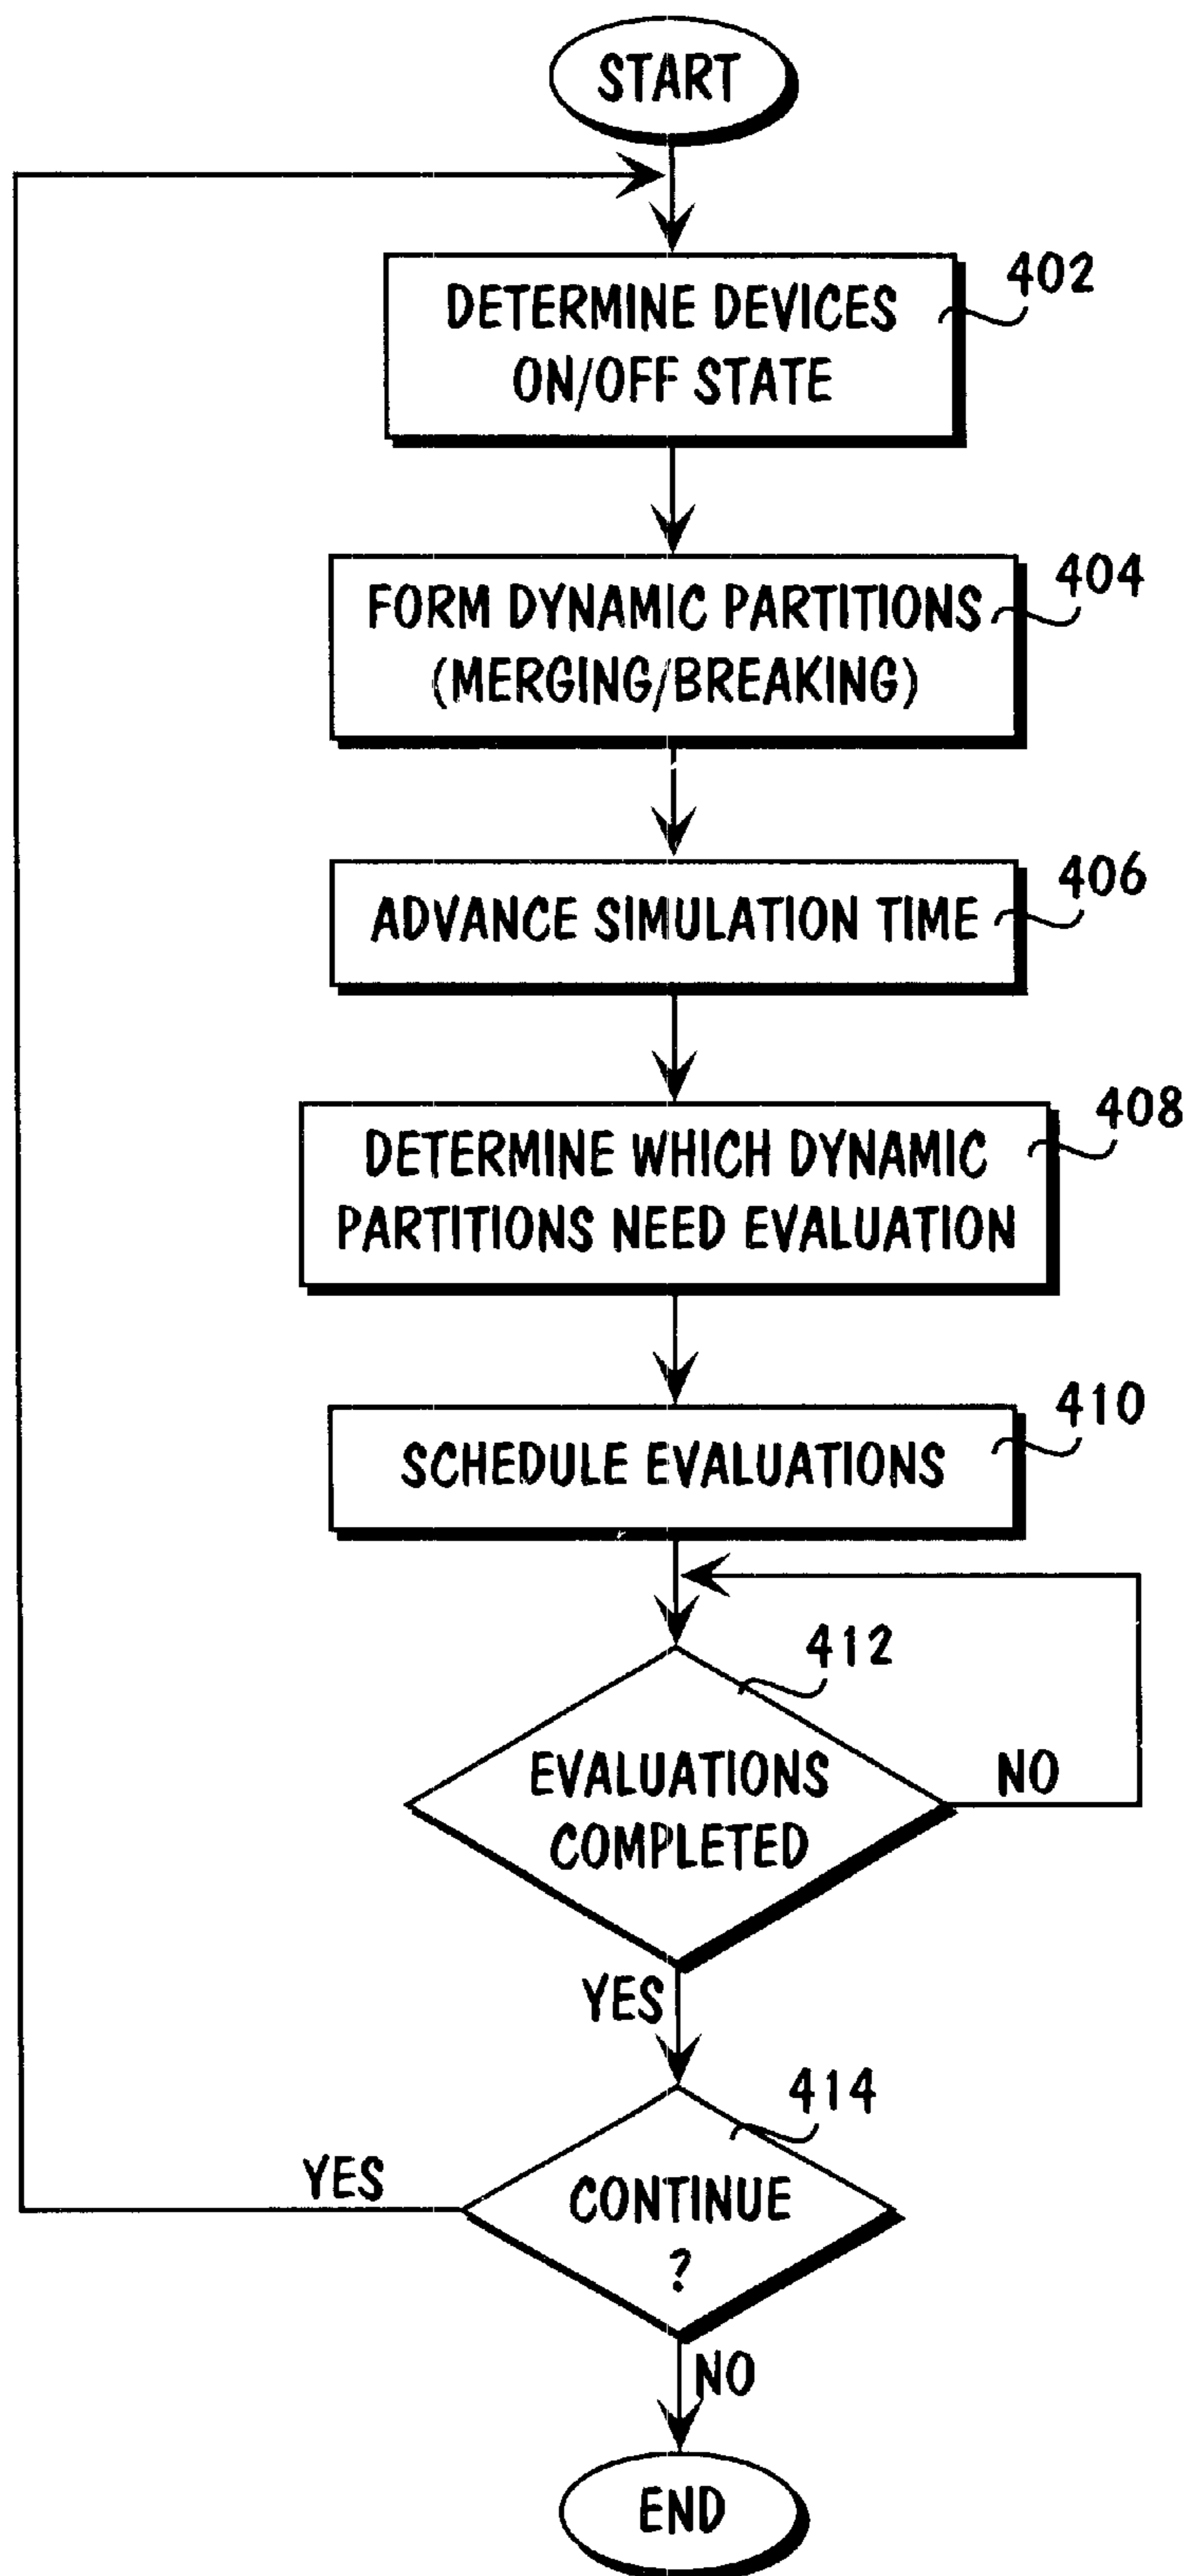 START
402
DETERMINE DEVICES
ON/OFF STATE
404
FORM DYNAMIC PARTITIONS
(MERGING/BREAKING)
406
ADVANCE SIMULATION TIME
408
DETERMINE WHICH DYNAMIC
PARTITIONS NEED EVALUATION
410
SCHEDULE EVALUATIONS
412
EVALUATIONS
COMPLETED
NO
YES
414
CONTINUE
?
YES
NO
END